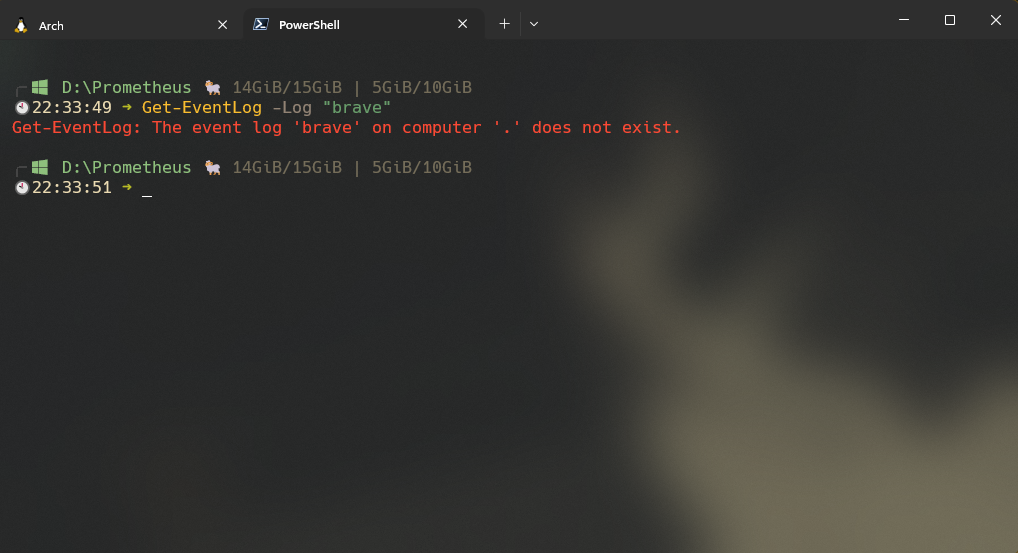 Arch
PowerShell
D:\Prometheus 🐏 14GiB/15GiB | 5GiB/10GiB
🕙22:33:49 ➜ Get-EventLog -Log "brave"
Get-EventLog: The event log 'brave' on computer '.' does not exist.
D:\Prometheus 🐏 14GiB/15GiB | 5GiB/10GiB
🕙22:33:51 ➜ _